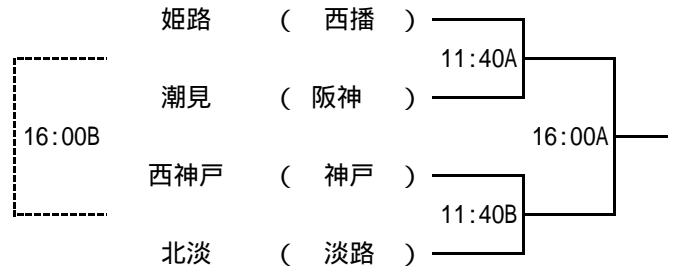 姫路 ( 西播 )
11:40A
潮見 ( 阪神 )
16:00B 16:00A
西神戸 ( 神戸 )
11:40B
北淡 ( 淡路 )